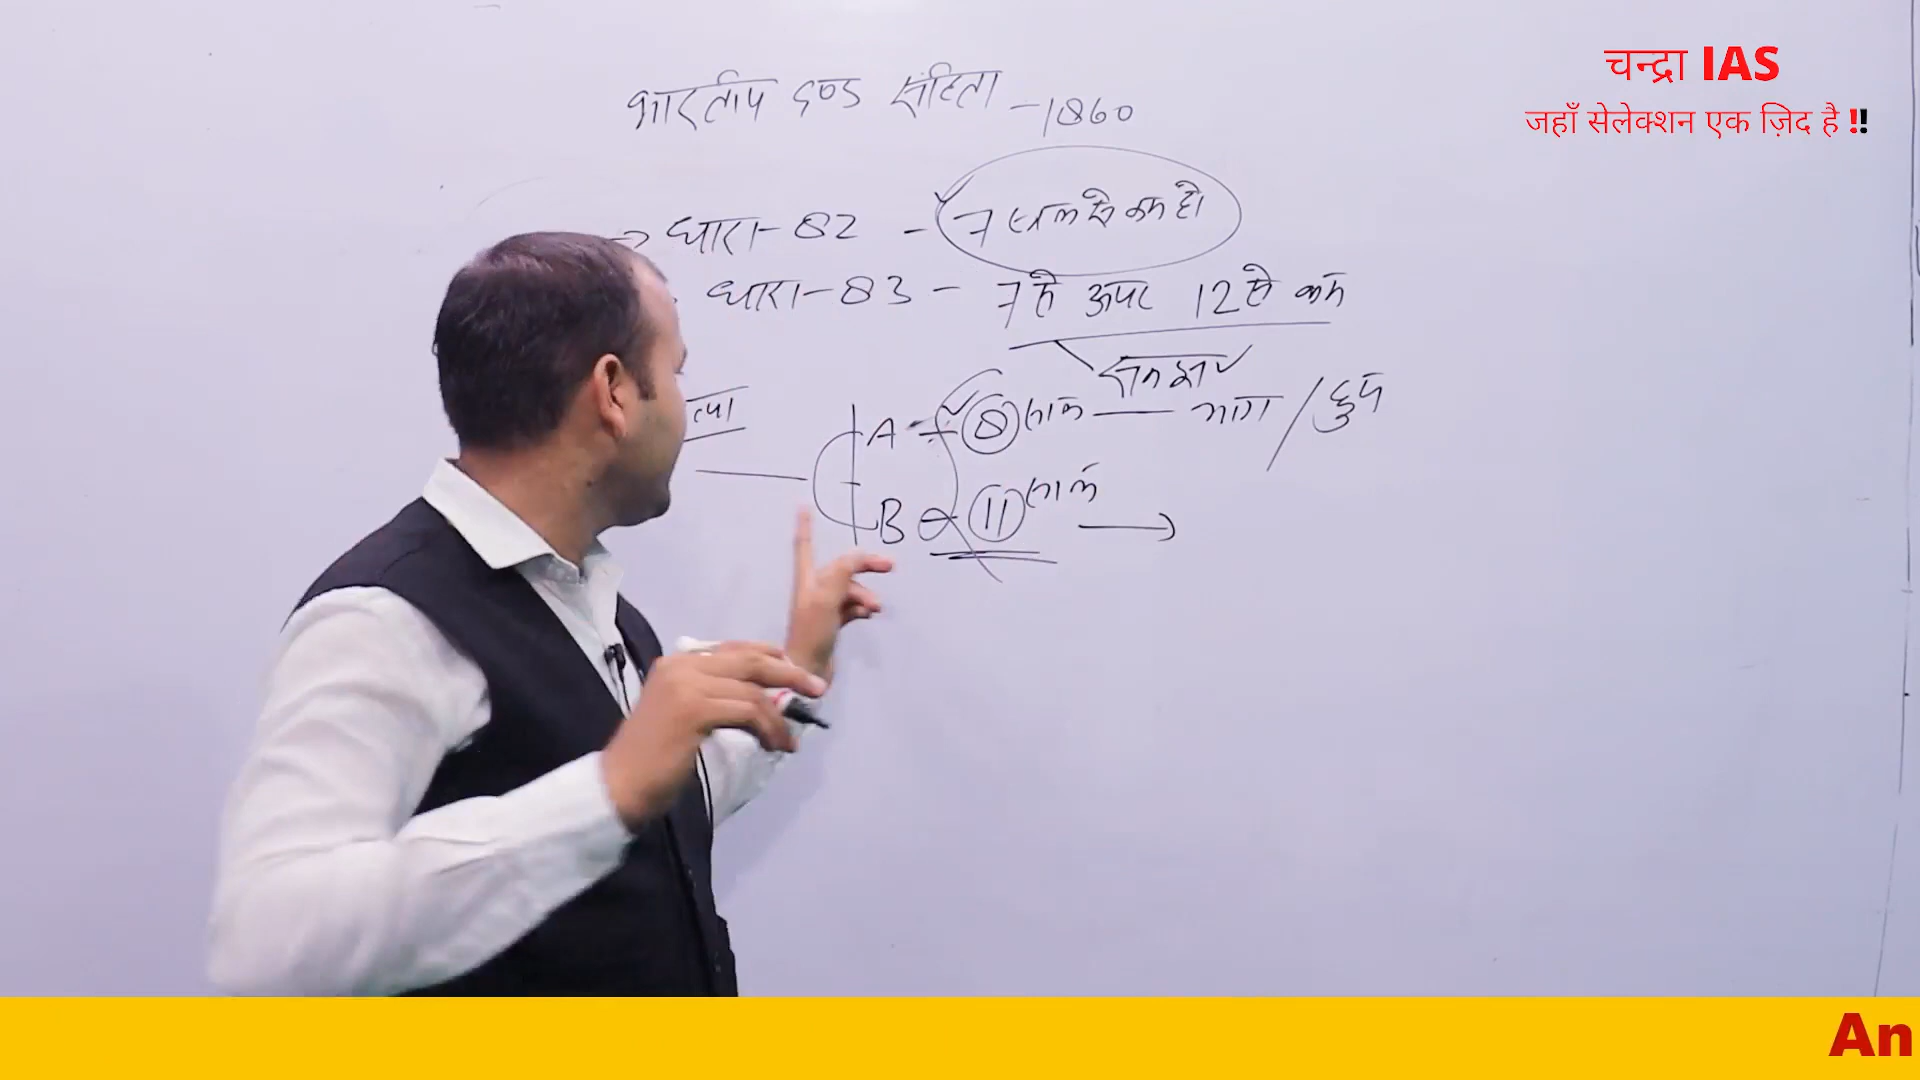 चन्द्रा IAS
जहाँ सेलेक्शन एक ज़िद है !!
भारतीय दण्ड संहिता - 1860
→ धारा - 82 - 7 साल से कम हो
धारा - 83 - 7 से ऊपर 12 से कम
समझ
A - 8 साल —
B - 11 साल →
An